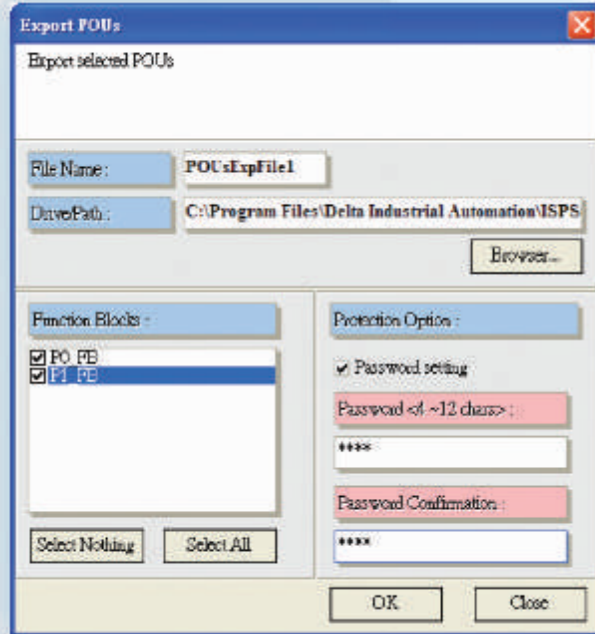 Export POUs
Export selected POUs
File Name :
POUsExpFile1
Drive/Path :
C:\Program Files\Delta Industrial Automation\ISPS
Browser...
Function Blocks :
P0_FB
P1_FB
Select Nothing
Select All
Protection Option :
Password setting
Password <4 ~12 chars> :
****
Password Confirmation :
****
OK
Close